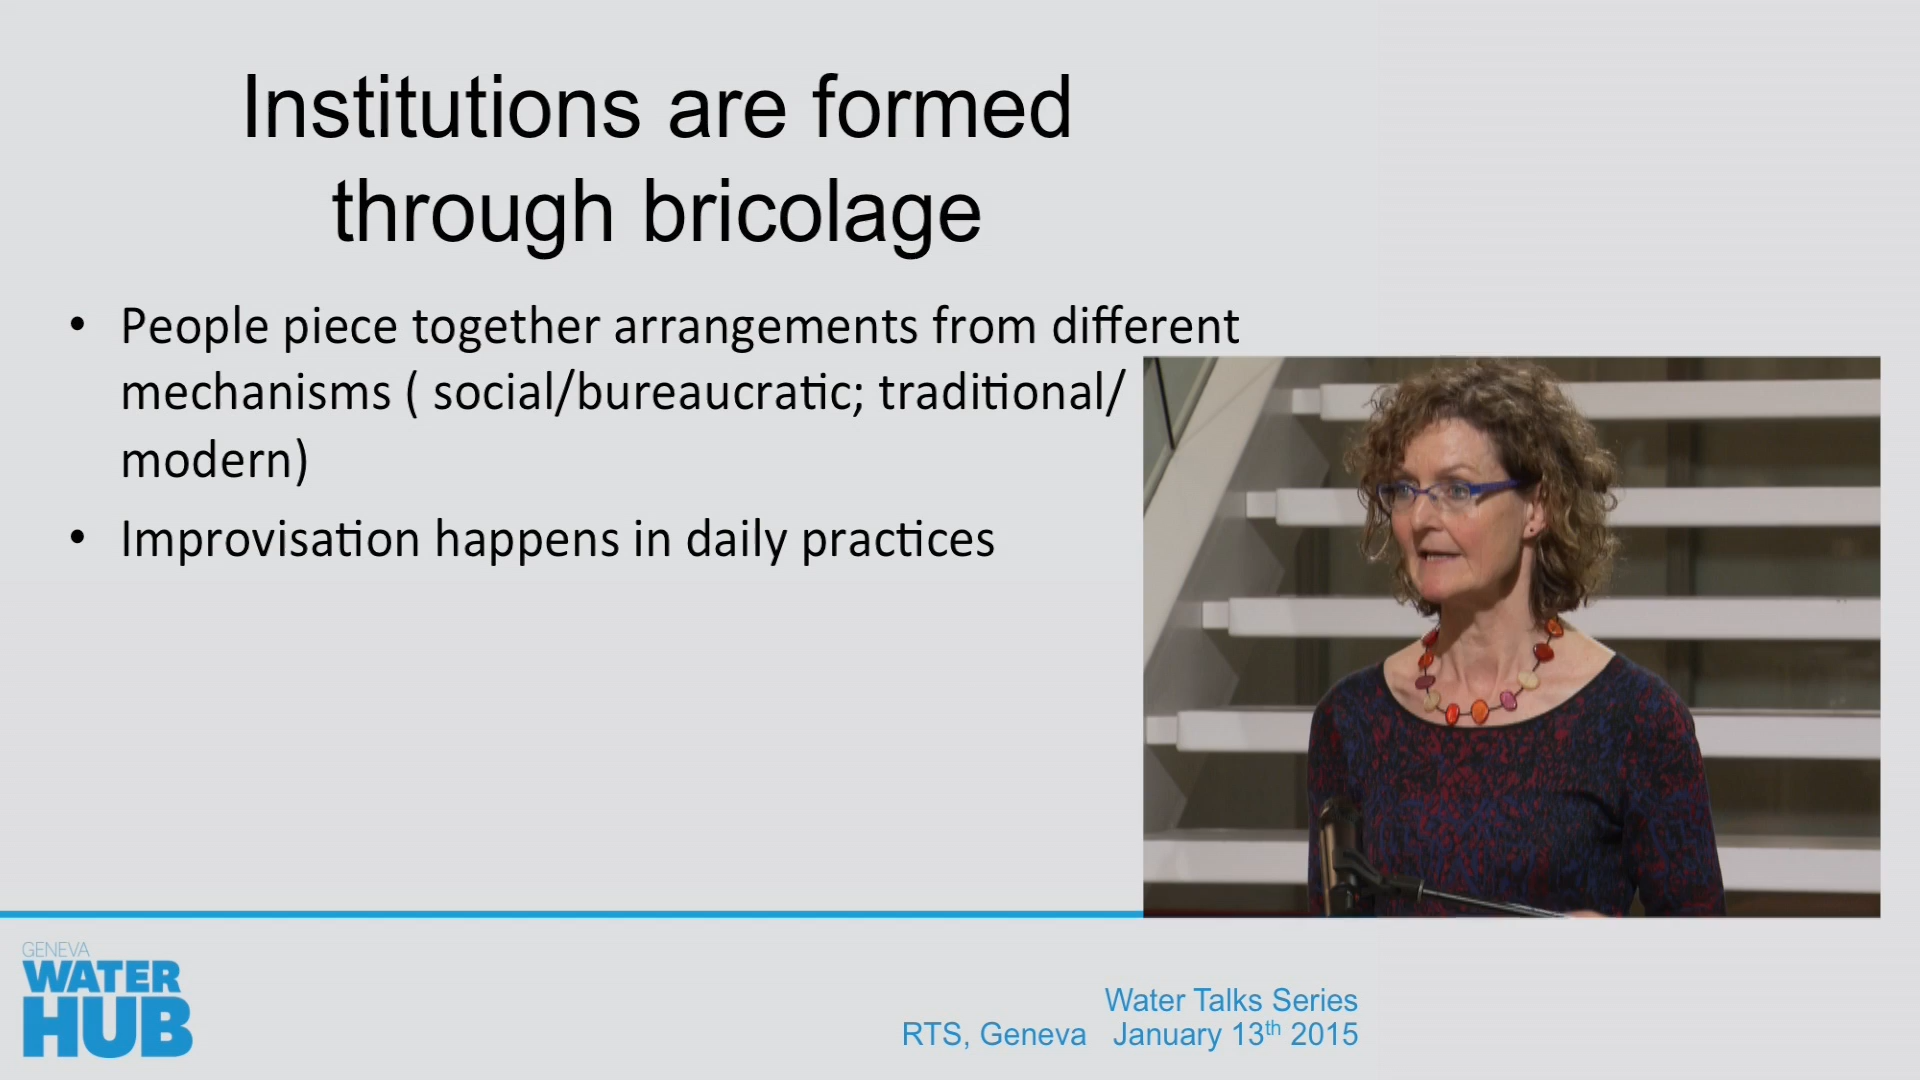 Institutions are formed
through bricolage
• People piece together arrangements from different
mechanisms ( social/bureaucratic; traditional/
modern)
• Improvisation happens in daily practices
GENEVA
WATER
HUB
Water Talks Series
RTS, Geneva January 13th 2015